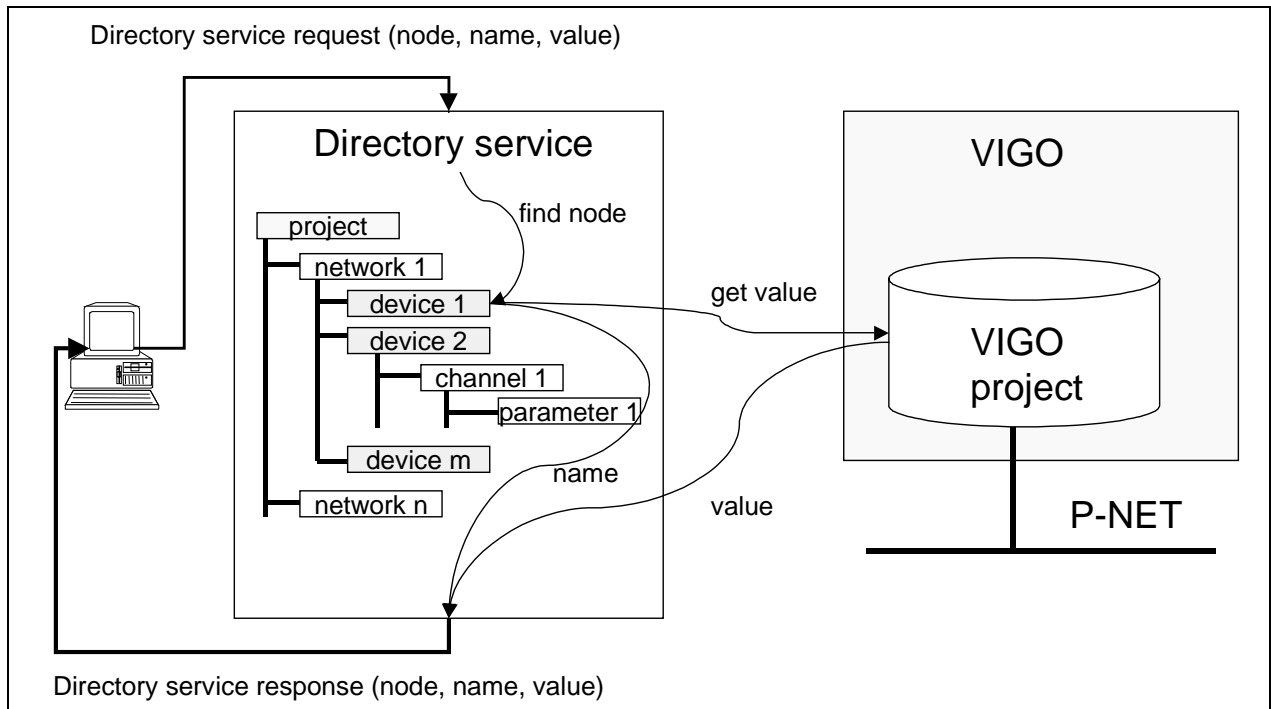 Directory service request (node, name, value)
Directory service
find node
project
network 1
device 1
device 2
channel 1
parameter 1
device m
network n
name
get value
value
VIGO
VIGO
project
P-NET
Directory service response (node, name, value)